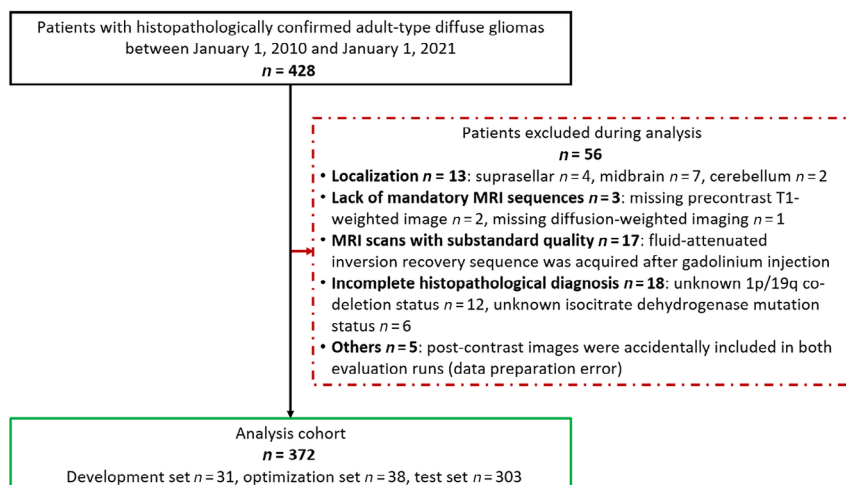 Patients with histopathologically confirmed adult-type diffuse gliomas
between January 1, 2010 and January 1, 2021
n = 428
Patients excluded during analysis
n = 56
• Localization n = 13: suprasellar n = 4, midbrain n = 7, cerebellum n = 2
• Lack of mandatory MRI sequences n = 3: missing precontrast T1-
weighted image n = 2, missing diffusion-weighted imaging n = 1
• MRI scans with substandard quality n = 17: fluid-attenuated
inversion recovery sequence was acquired after gadolinium injection
• Incomplete histopathological diagnosis n = 18: unknown 1p/19q co-
deletion status n = 12, unknown isocitrate dehydrogenase mutation
status n = 6
• Others n = 5: post-contrast images were accidentally included in both
evaluation runs (data preparation error)
Analysis cohort
n = 372
Development set n = 31, optimization set n = 38, test set n = 303